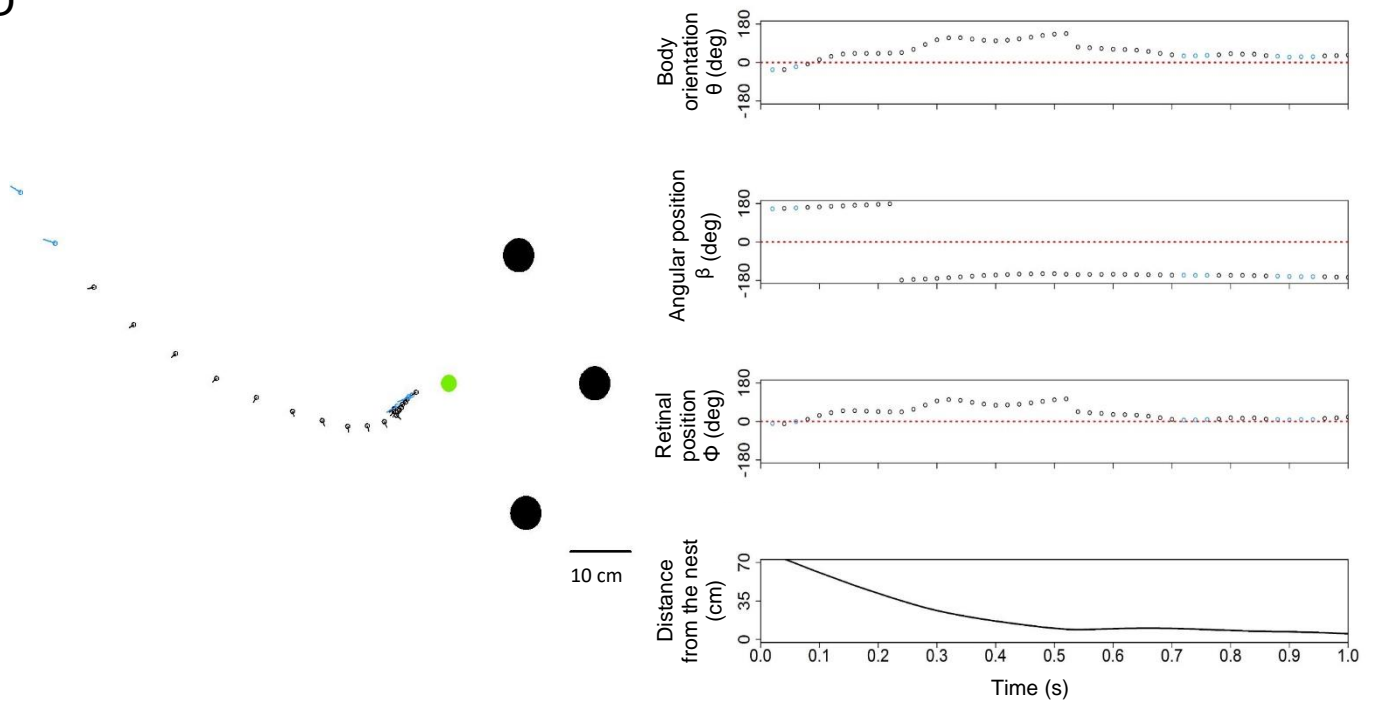 Body
orientation
θ (deg)
180
0
-180
Angular position
β (deg)
180
0
-180
Retinal
position
Φ (deg)
180
0
-180
10 cm
Distance
from the nest
(cm)
70
35
0
0.0 0.1 0.2 0.3 0.4 0.5 0.6 0.7 0.8 0.9 1.0
Time (s)